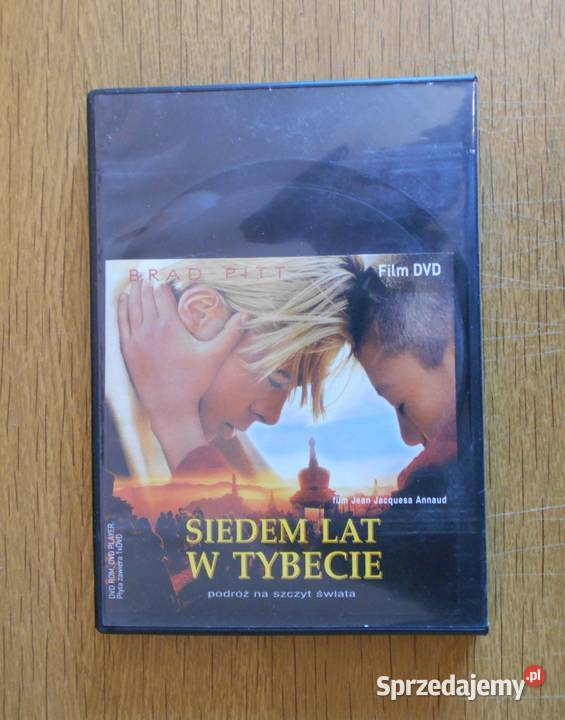 BRAD PITT
Film DVD
film Jean Jacquesa Annaud
SIEDEM LAT
W TYBECIE
podróż na szczyt świata
DVD ROM, DVD PLAYER
Płyta zawiera 1xDVD
Sprzedajemy.pl